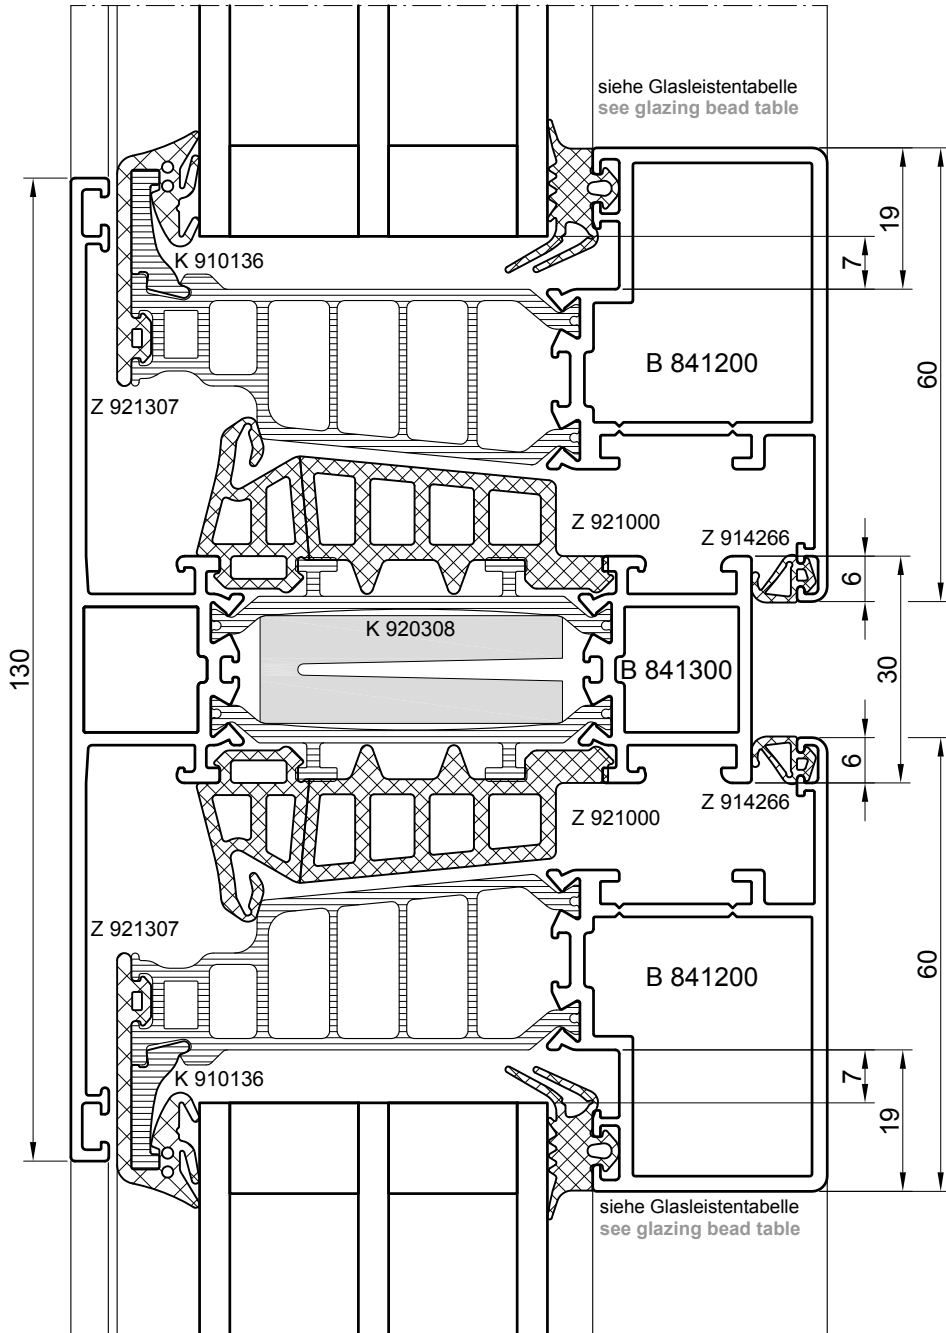 siehe Glasleistentabelle
see glazing bead table
19
7
60
K 910136
B 841200
Z 921307
Z 921000
Z 914266
6
K 920308
130
B 841300
30
6
Z 914266
Z 921000
Z 921307
60
B 841200
K 910136
7
19
siehe Glasleistentabelle
see glazing bead table